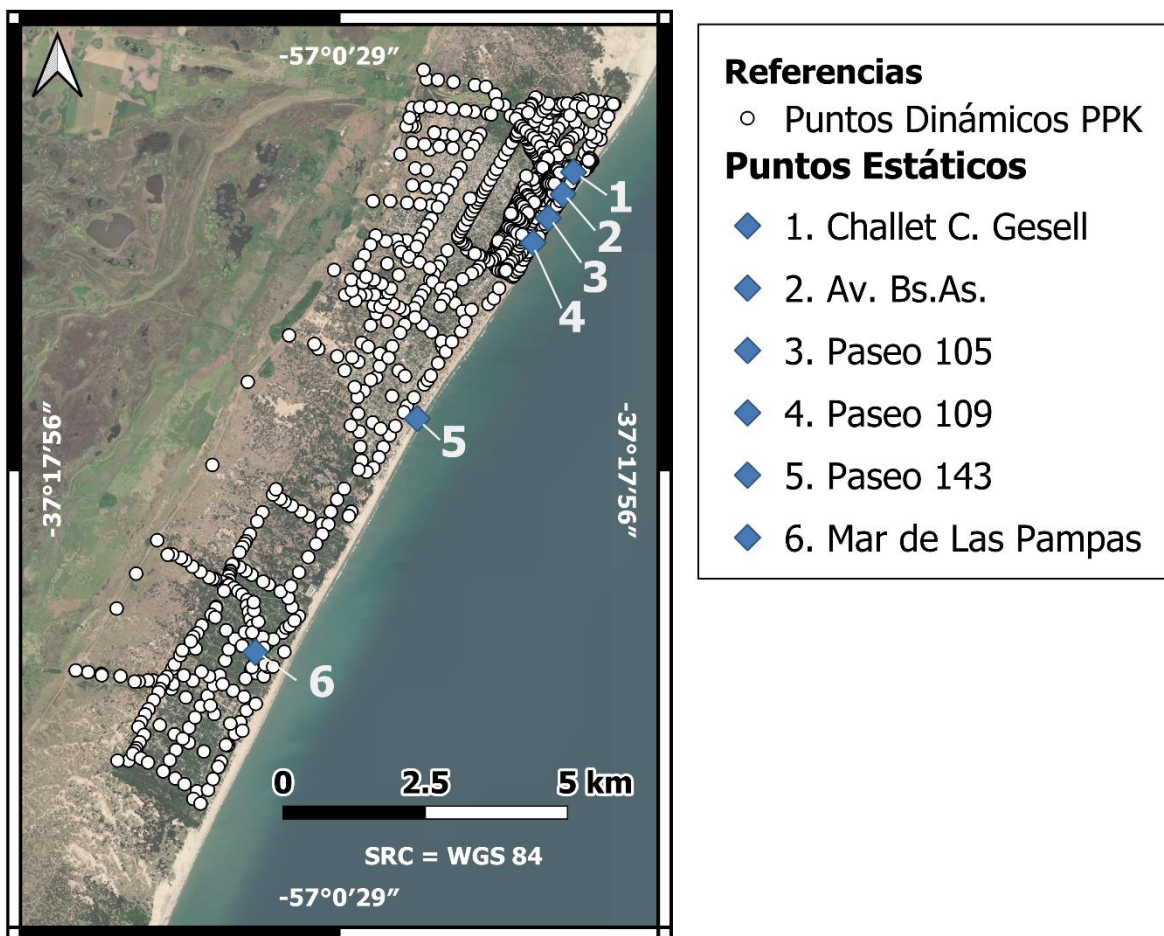 -57°0′29″
1
2
3
4
5
6
-37°17′56″
-37°17′56″
0 2.5 5 km
SRC = WGS 84
-57°0′29″
Referencias
Puntos Dinámicos PPK
Puntos Estáticos
1. Challet C. Gesell
2. Av. Bs.As.
3. Paseo 105
4. Paseo 109
5. Paseo 143
6. Mar de Las Pampas